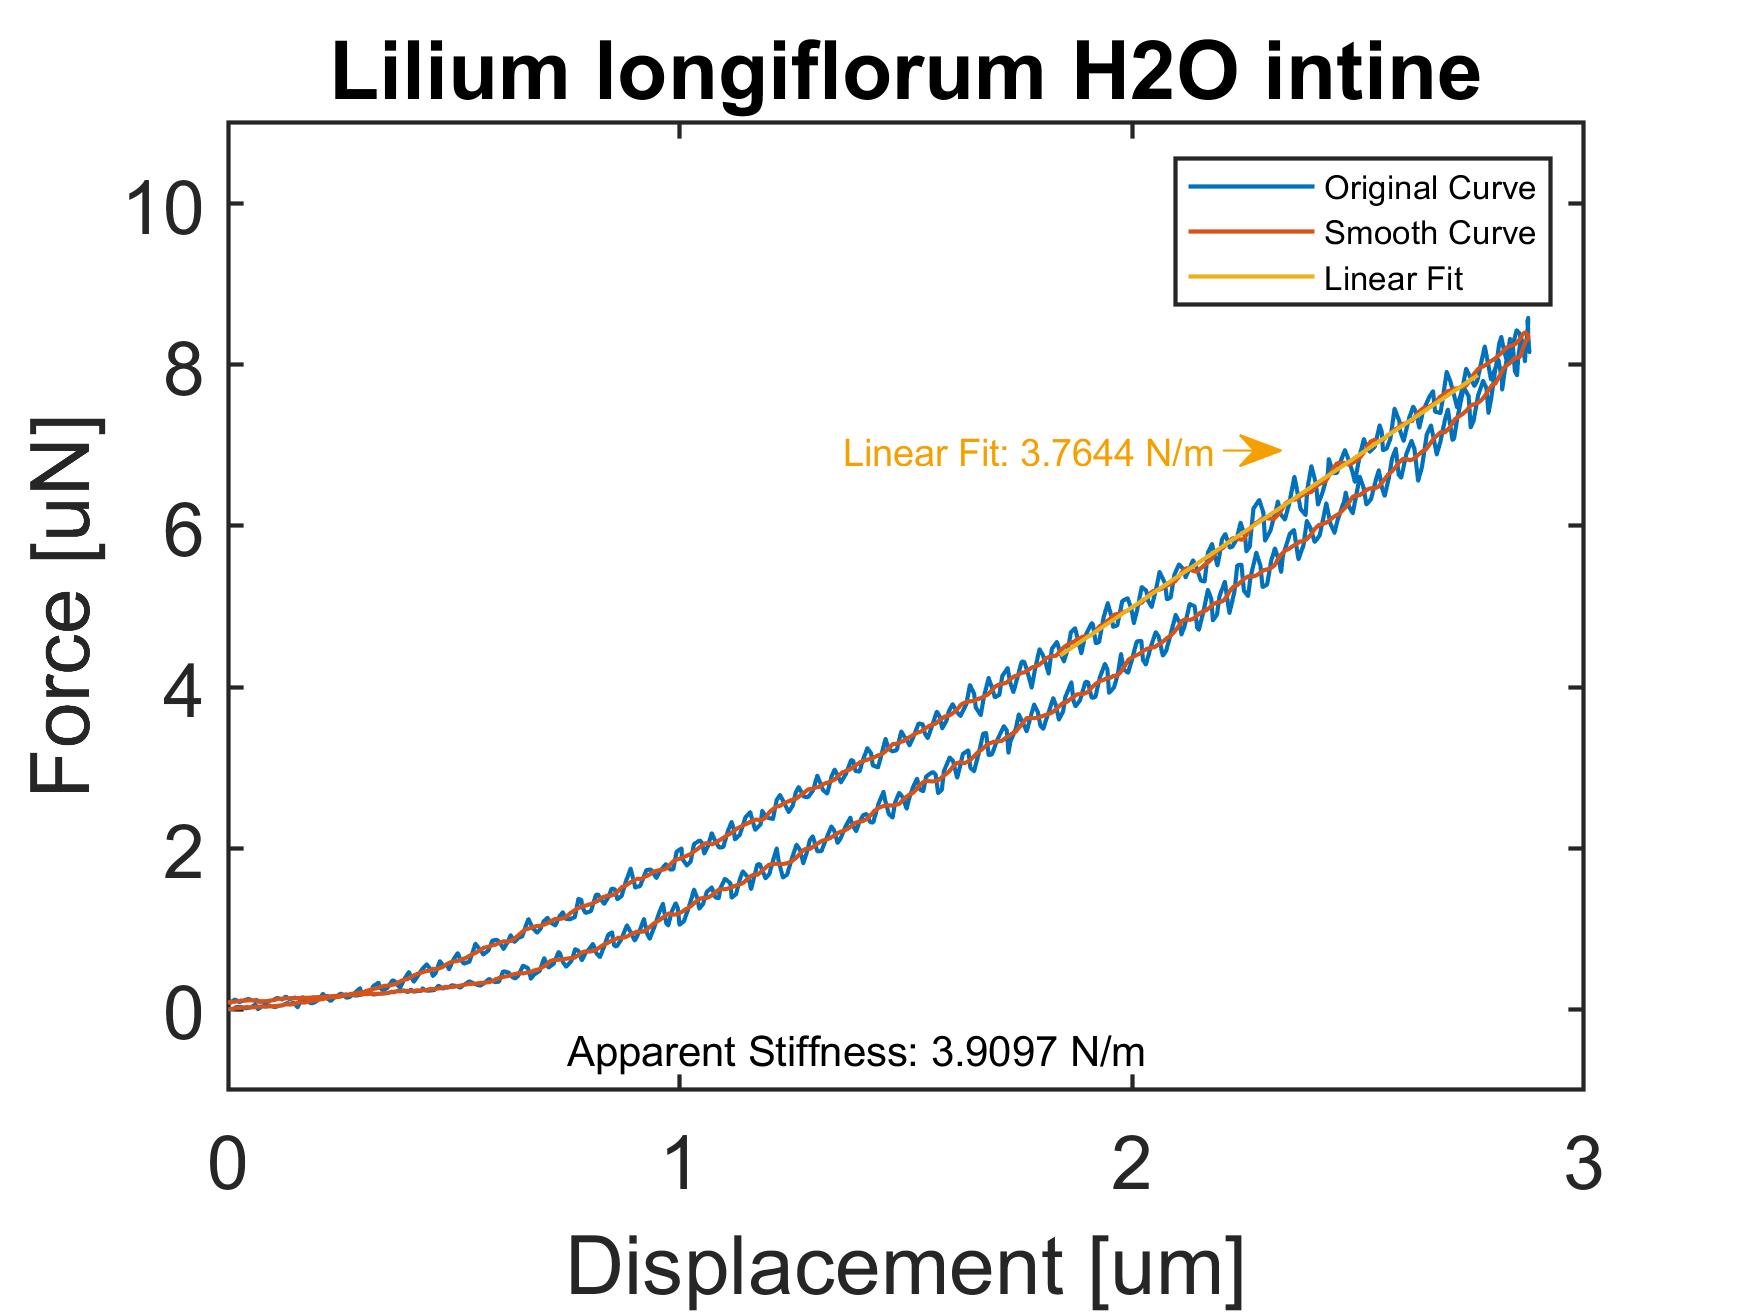 Lilium longiflorum H2O intine
10
8
6
4
2
0
Force [uN]
Original Curve
Smooth Curve
Linear Fit
Linear Fit: 3.7644 N/m
Apparent Stiffness: 3.9097 N/m
0 1 2 3
Displacement [um]